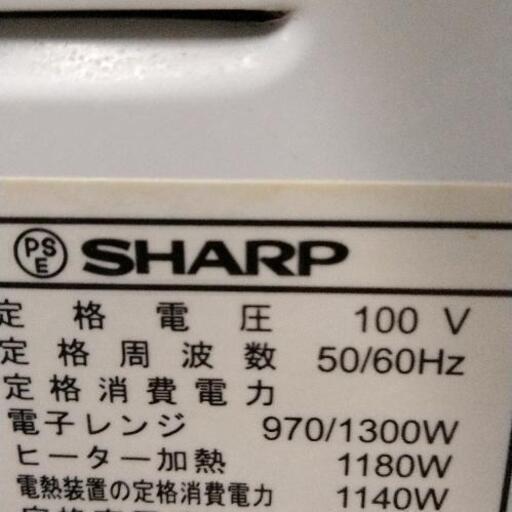 PSE SHARP
定格電圧 100 V
定格周波数 50/60Hz
定格消費電力
電子レンジ 970/1300W
ヒーター加熱 1180W
電熱装置の定格消費電力 1140W